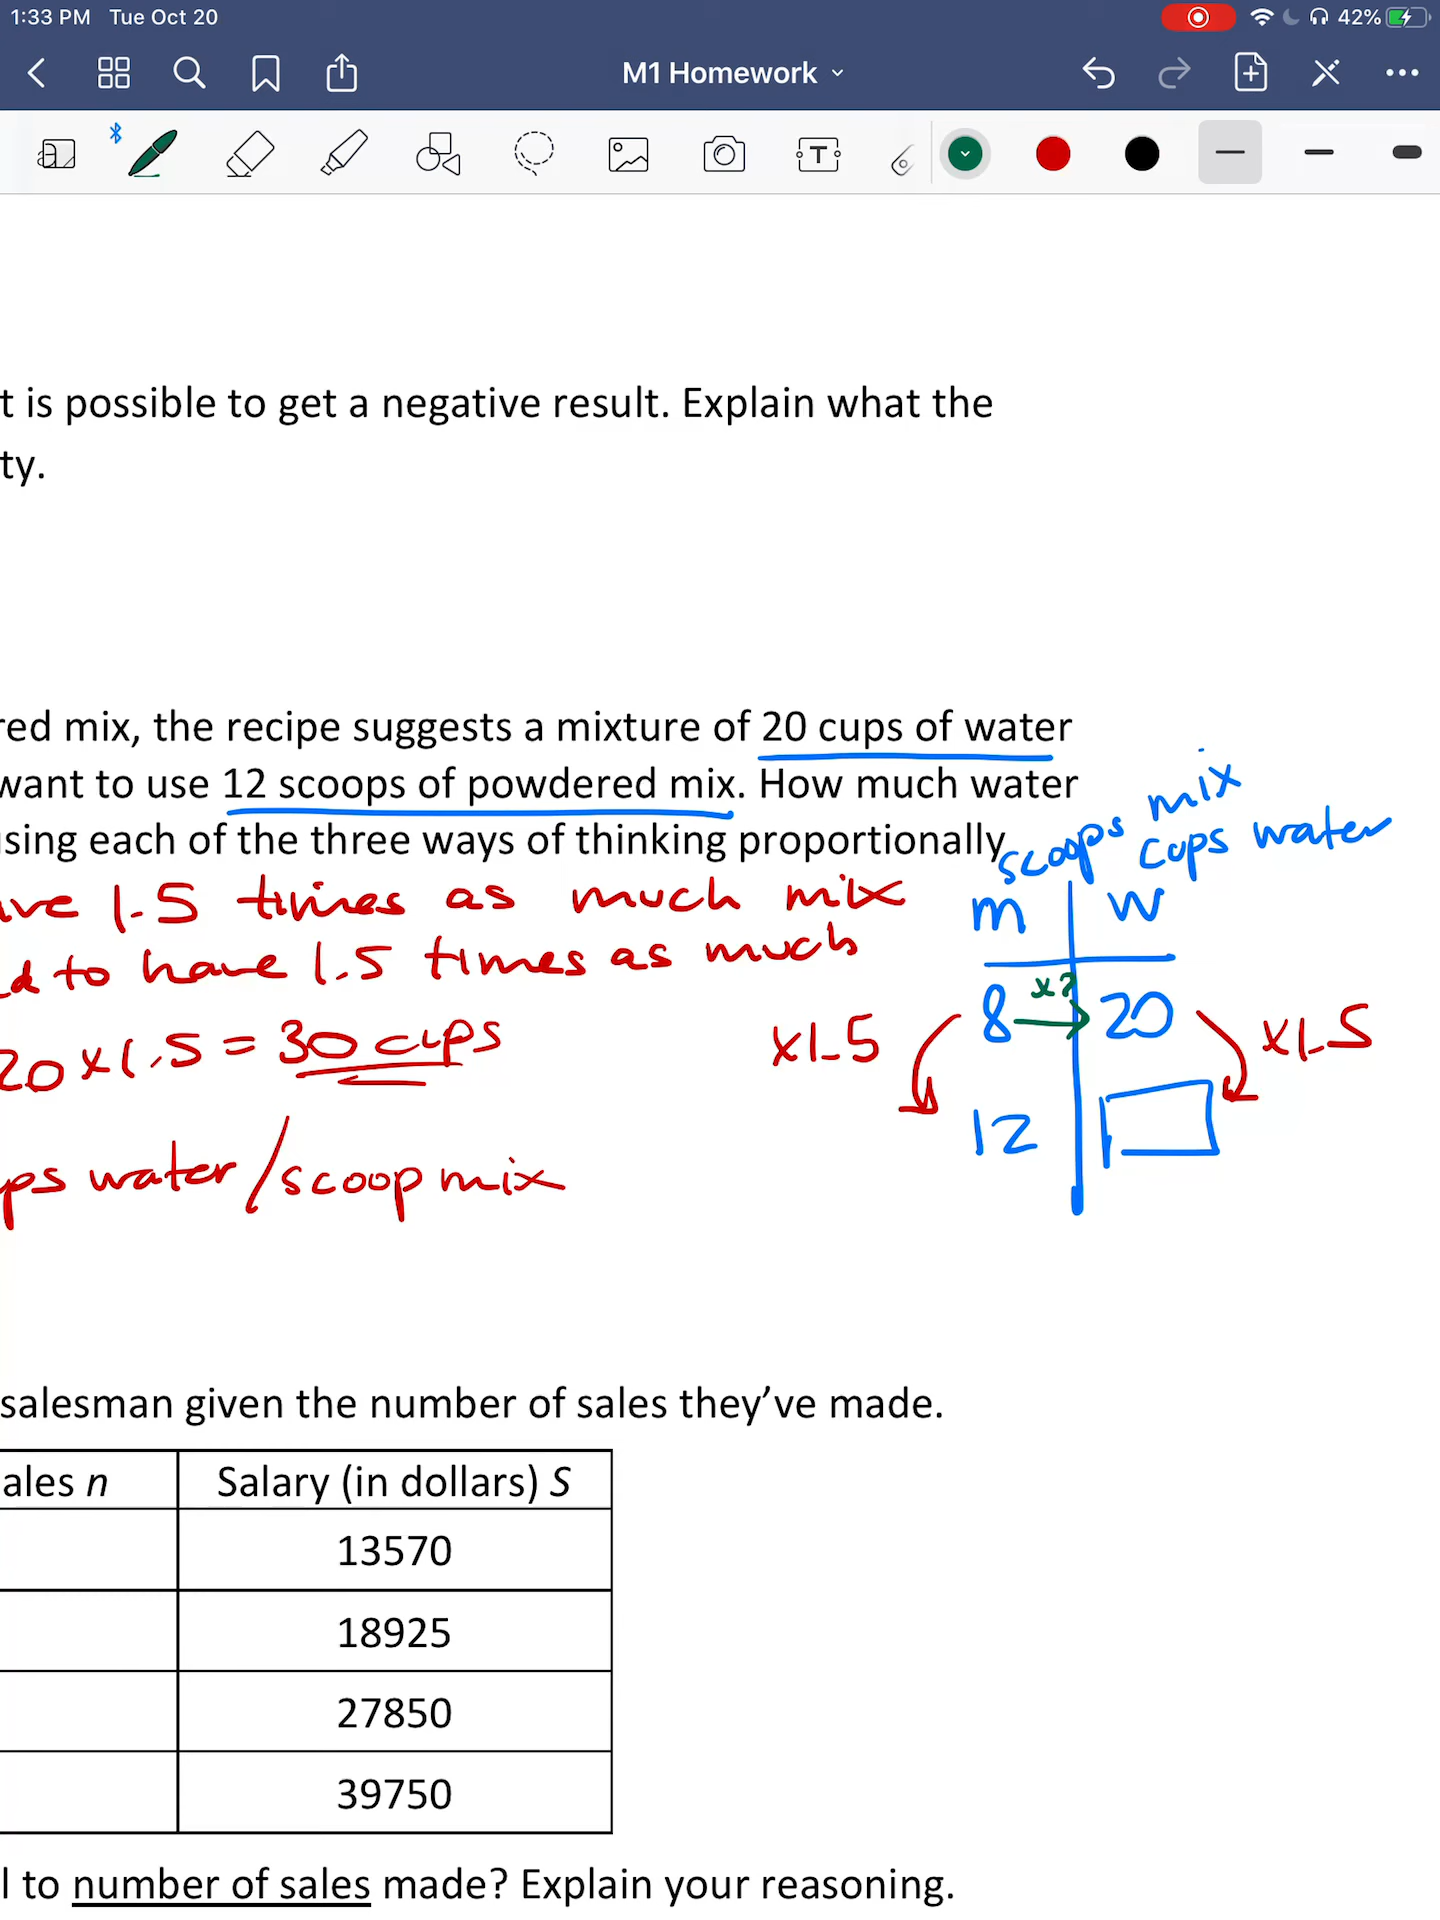 1:33 PM Tue Oct 20
42%
M1 Homework
t is possible to get a negative result. Explain what the
ty.
red mix, the recipe suggests a mixture of 20 cups of water
want to use 12 scoops of powdered mix. How much water
sing each of the three ways of thinking proportionally
scoops mix
cups water
ve 1.5 times as much mix
d to have 1.5 times as much
20 x 1.5 = 30 cups
ps water/scoop mix
m w
8 x? 20
x1.5 x1.5
12
salesman given the number of sales they've made.
ales n Salary (in dollars) S
13570
18925
27850
39750
l to number of sales made? Explain your reasoning.